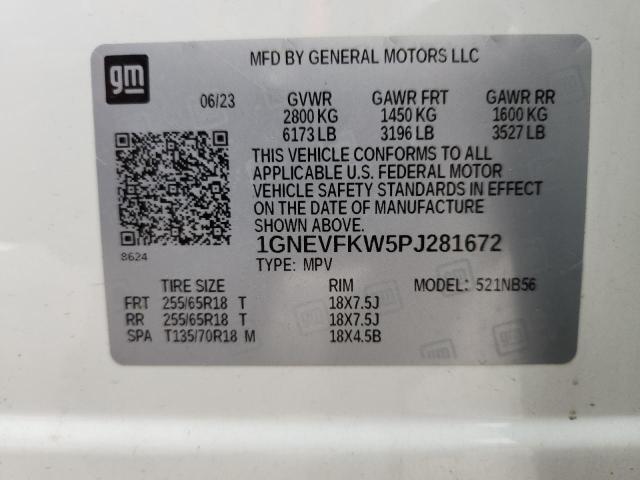 gm
MFD BY GENERAL MOTORS LLC
06/23 GVWR GAWR FRT GAWR RR
2800 KG 1450 KG 1600 KG
6173 LB 3196 LB 3527 LB
THIS VEHICLE CONFORMS TO ALL
APPLICABLE U.S. FEDERAL MOTOR
VEHICLE SAFETY STANDARDS IN EFFECT
ON THE DATE OF MANUFACTURE
SHOWN ABOVE.
8624
1GNEVFKW5PJ281672
TYPE: MPV
TIRE SIZE RIM MODEL: 521NB56
FRT 255/65R18 T 18X7.5J
RR 255/65R18 T 18X7.5J
SPA T135/70R18 M 18X4.5B